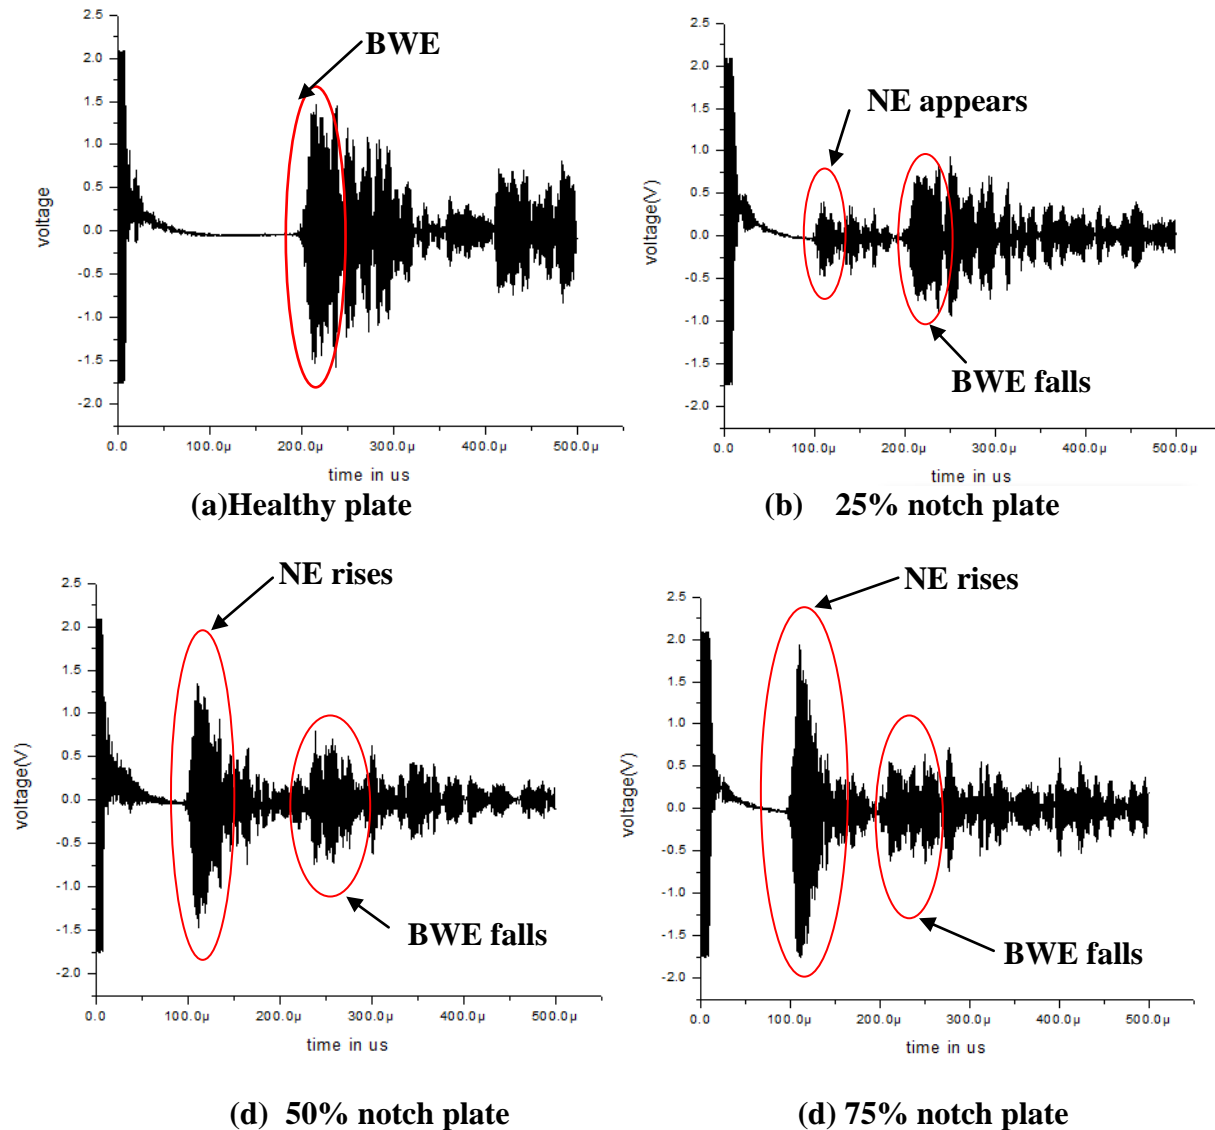 BWE
2.5
2.0
1.5
1.0
0.5
0.0
-0.5
-1.0
-1.5
-2.0
voltage
0.0 100.0µ 200.0µ 300.0µ 400.0µ 500.0µ
time in us
(a)Healthy plate
NE appears
2.5
2.0
1.5
1.0
0.5
0.0
-0.5
-1.0
-1.5
-2.0
voltage(V)
BWE falls
0.0 100.0µ 200.0µ 300.0µ 400.0µ 500.0µ
time in us
(b) 25% notch plate
NE rises
2.5
2.0
1.5
1.0
0.5
0.0
-0.5
-1.0
-1.5
-2.0
voltage(V)
BWE falls
0.0 100.0µ 200.0µ 300.0µ 400.0µ 500.0µ
time in us
(d) 50% notch plate
NE rises
2.5
2.0
1.5
1.0
0.5
0.0
-0.5
-1.0
-1.5
-2.0
voltage(V)
BWE falls
0.0 100.0µ 200.0µ 300.0µ 400.0µ 500.0µ
time in us
(d) 75% notch plate